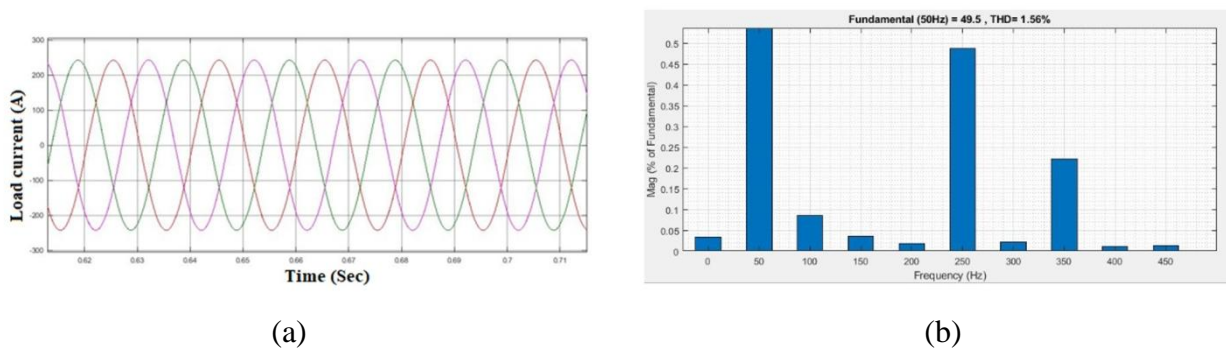 Load current (A)
300
200
100
0
-100
-200
-300
0.62 0.63 0.64 0.65 0.66 0.67 0.68 0.69 0.7 0.71
Time (Sec)
(a)
Fundamental (50Hz) = 49.5 , THD= 1.56%
Mag (% of Fundamental)
0.5
0.45
0.4
0.35
0.3
0.25
0.2
0.15
0.1
0.05
0
0 50 100 150 200 250 300 350 400 450
Frequency (Hz)
(b)